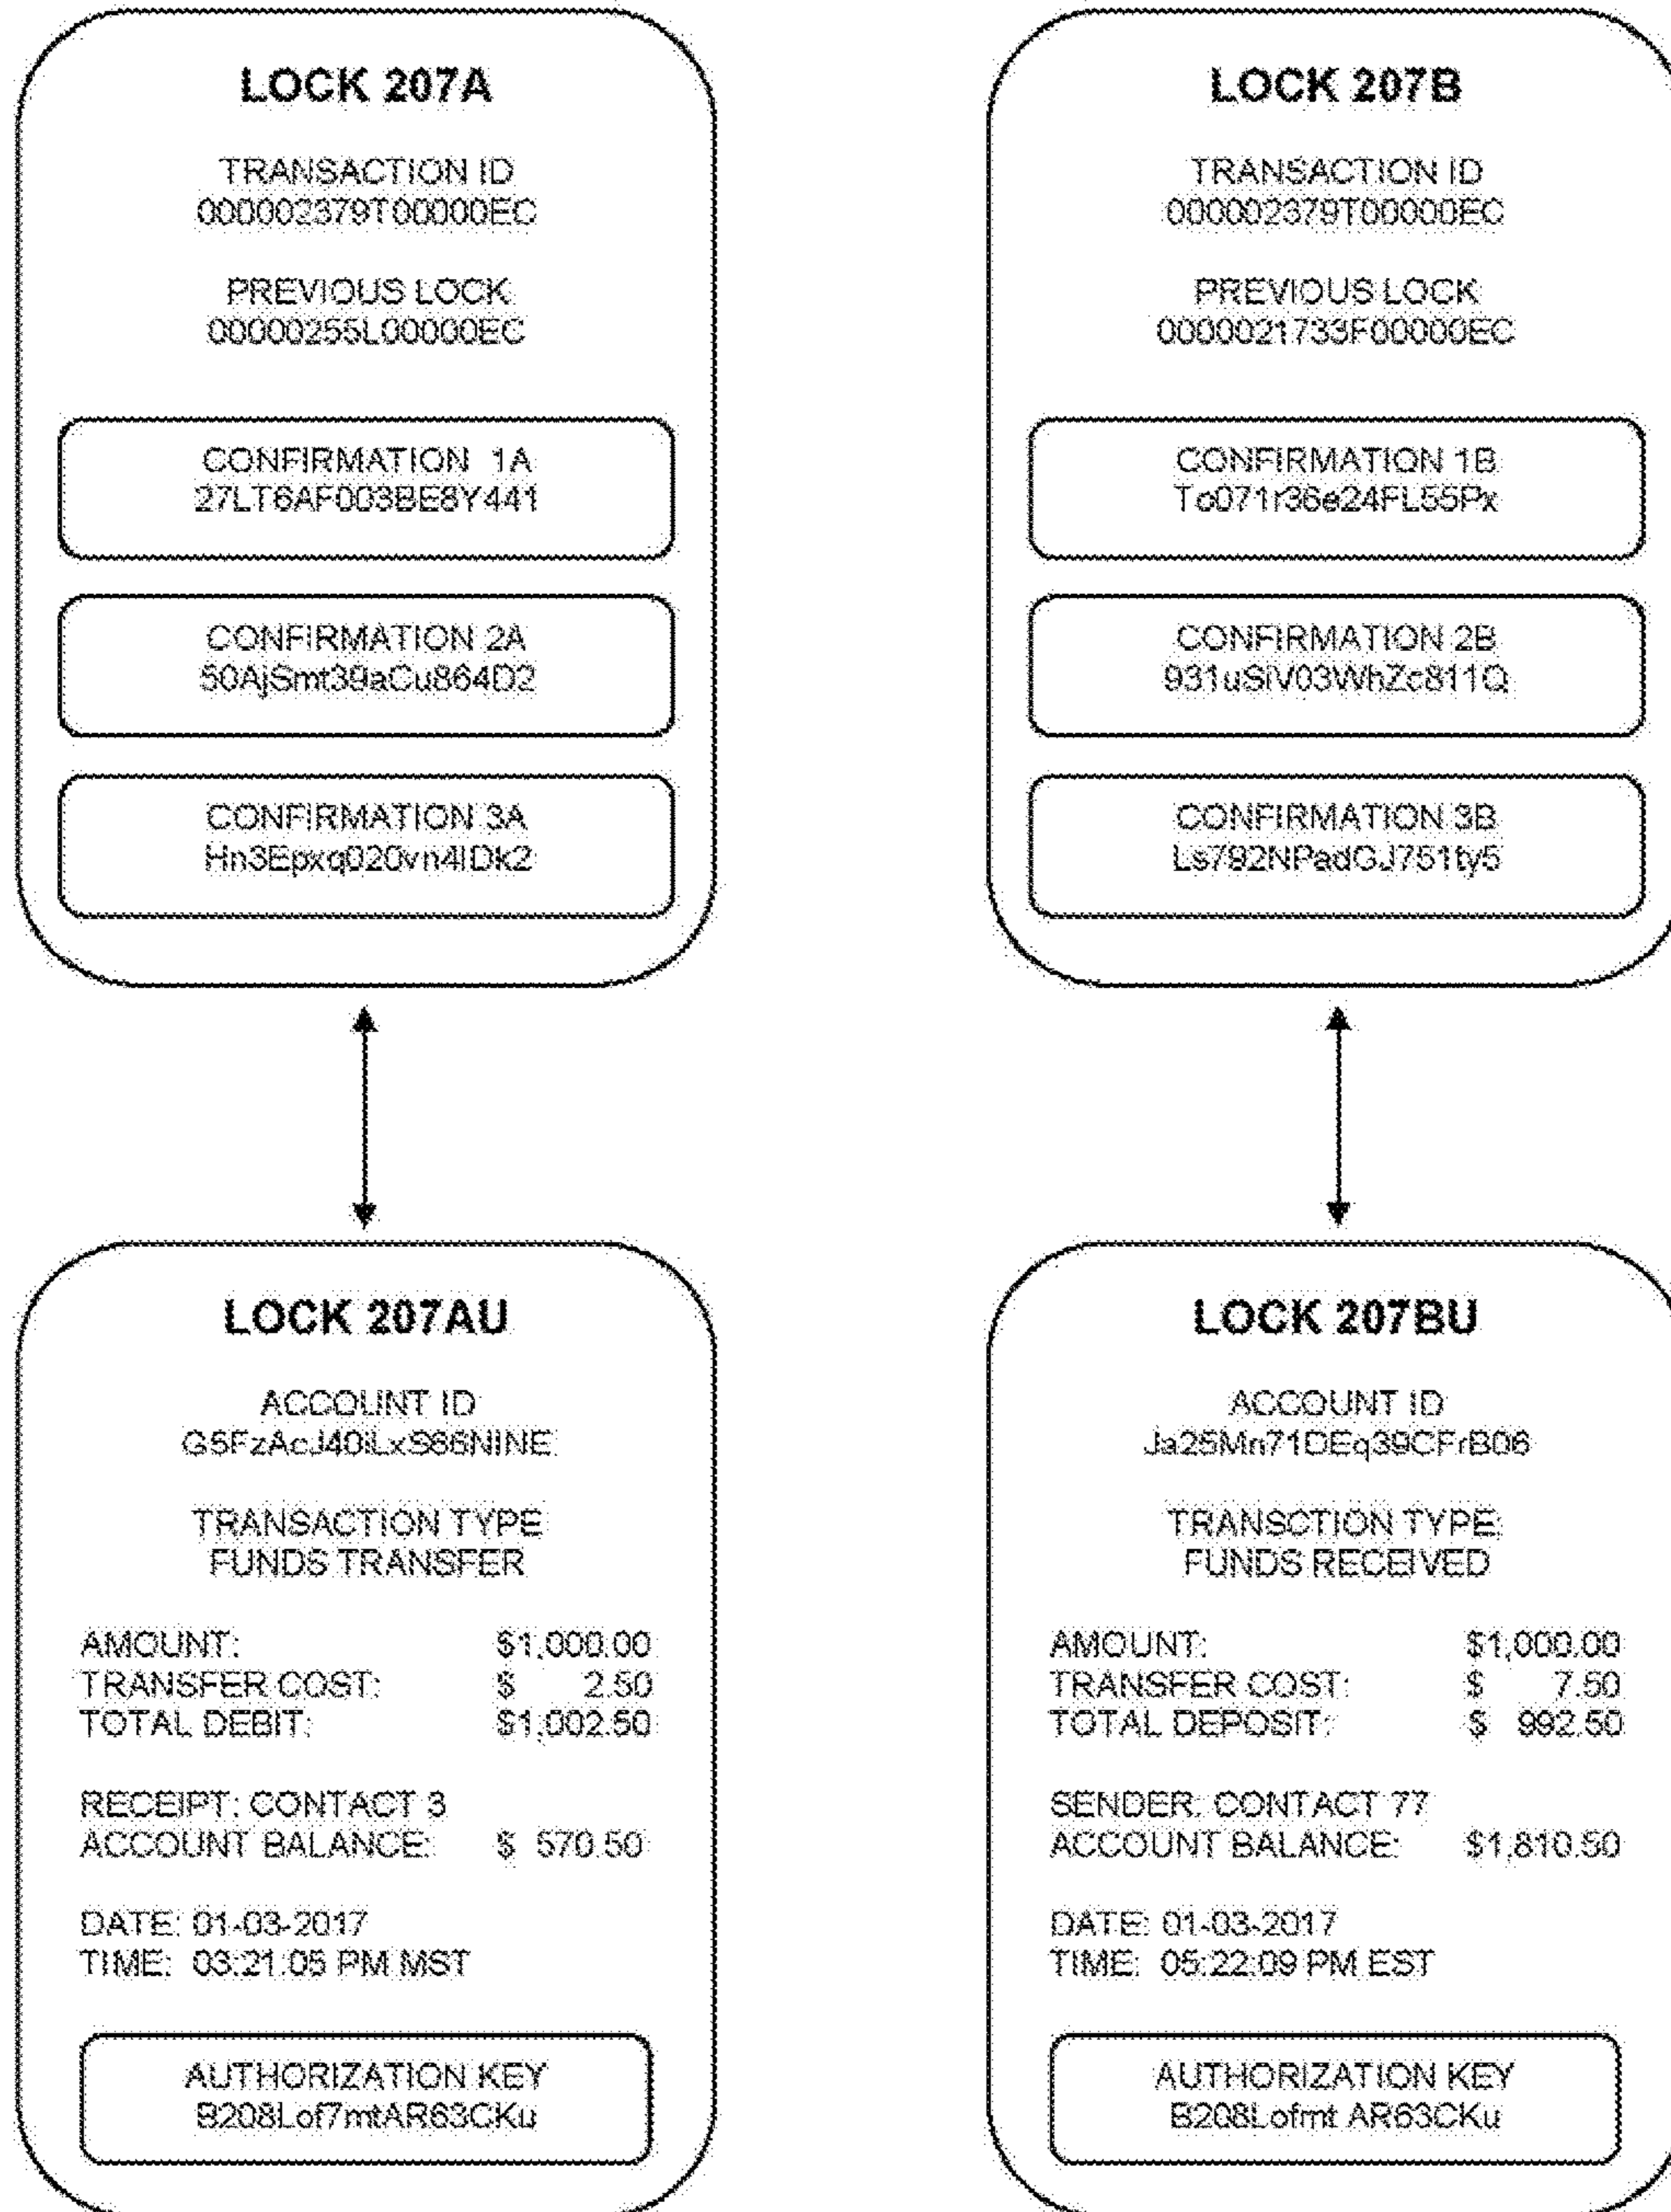 LOCK 207A
TRANSACTION ID
000002379T00000EC
PREVIOUS LOCK
00000255L00000EC
CONFIRMATION 1A
27LT6AF003BE8Y441
CONFIRMATION 2A
50AjSmt39aCu864D2
CONFIRMATION 3A
Hn3Epxq020vn4IDk2
LOCK 207B
TRANSACTION ID
000002379T00000EC
PREVIOUS LOCK
0000021733F00000EC
CONFIRMATION 1B
To071r36e24FL55Px
CONFIRMATION 2B
931uSiV03WhZc811Q
CONFIRMATION 3B
Ls792NPadGJ751ty5
LOCK 207AU
ACCOUNT ID
G5FzAcJ40iLxS86NINE
TRANSACTION TYPE
FUNDS TRANSFER
AMOUNT: $1,000.00
TRANSFER COST: $ 2.50
TOTAL DEBIT: $1,002.50
RECEIPT: CONTACT 3
ACCOUNT BALANCE: $ 570.50
DATE: 01-03-2017
TIME: 03:21:05 PM MST
AUTHORIZATION KEY
B208Lof7mtAR63CKu
LOCK 207BU
ACCOUNT ID
Ja25Mn71DEq39CFrB06
TRANSCTION TYPE
FUNDS RECEIVED
AMOUNT: $1,000.00
TRANSFER COST: $ 7.50
TOTAL DEPOSIT: $ 992.50
SENDER: CONTACT 77
ACCOUNT BALANCE: $1,810.50
DATE: 01-03-2017
TIME: 05:22:09 PM EST
AUTHORIZATION KEY
B208Lofmt AR63CKu